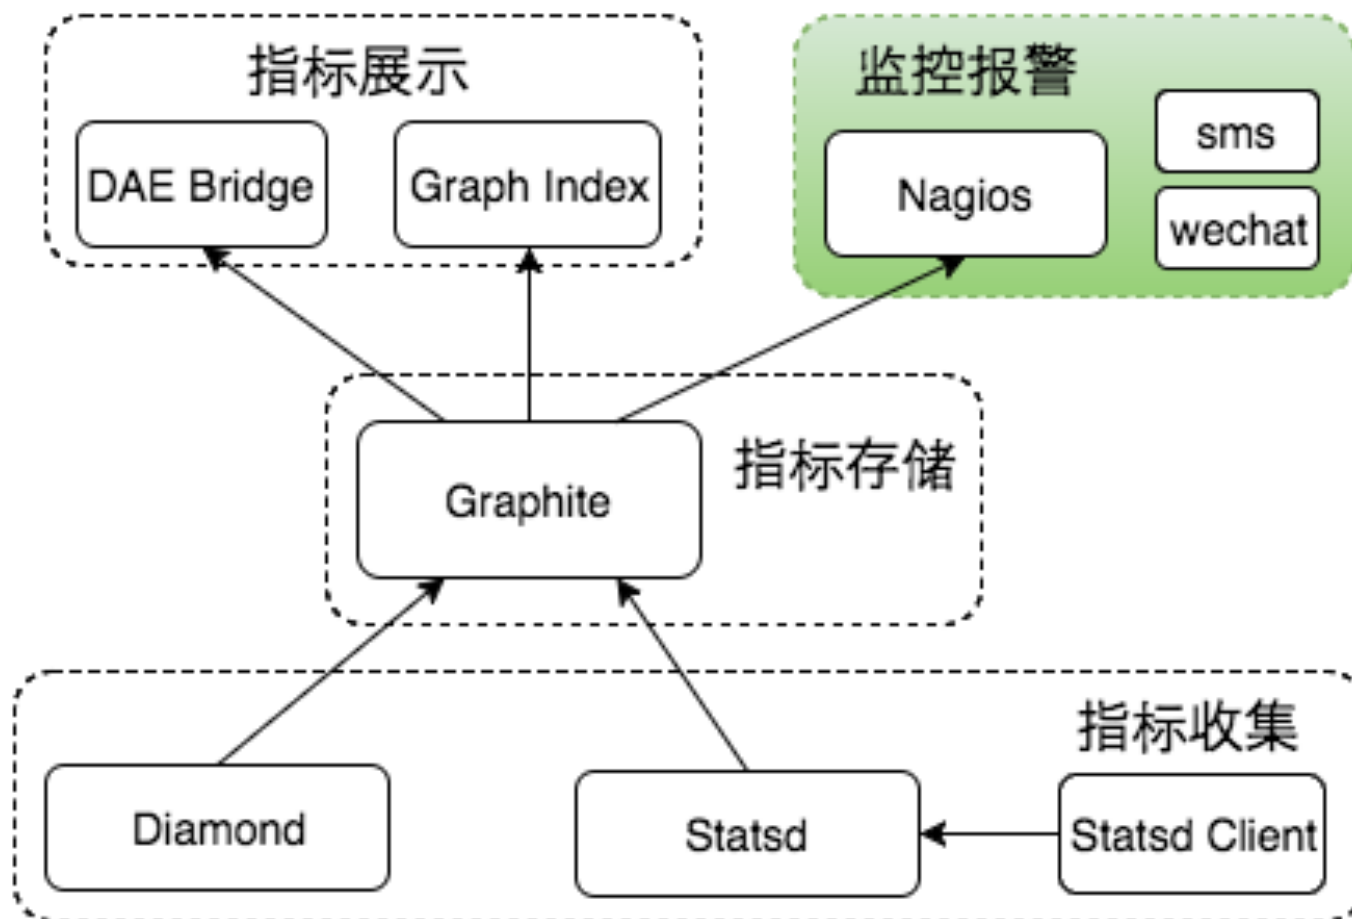 指标展示
DAE Bridge
Graph Index
监控报警
Nagios
sms
wechat
Graphite
指标存储
指标收集
Diamond
Statsd
Statsd Client